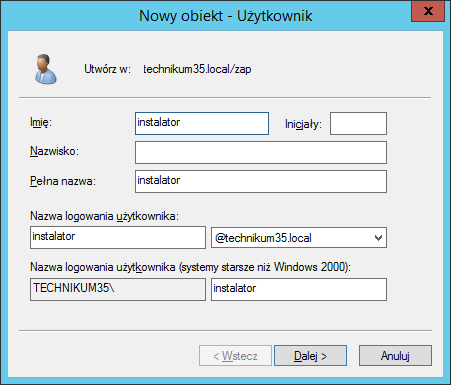 Nowy obiekt - Użytkownik
x
Utwórz w: technikum35.local/zap
Imię: instalator Inicjały:
Nazwisko:
Pełna nazwa: instalator
Nazwa logowania użytkownika:
instalator @technikum35.local
Nazwa logowania użytkownika (systemy starsze niż Windows 2000):
TECHNIKUM35\ instalator
< Wstecz Dalej > Anuluj